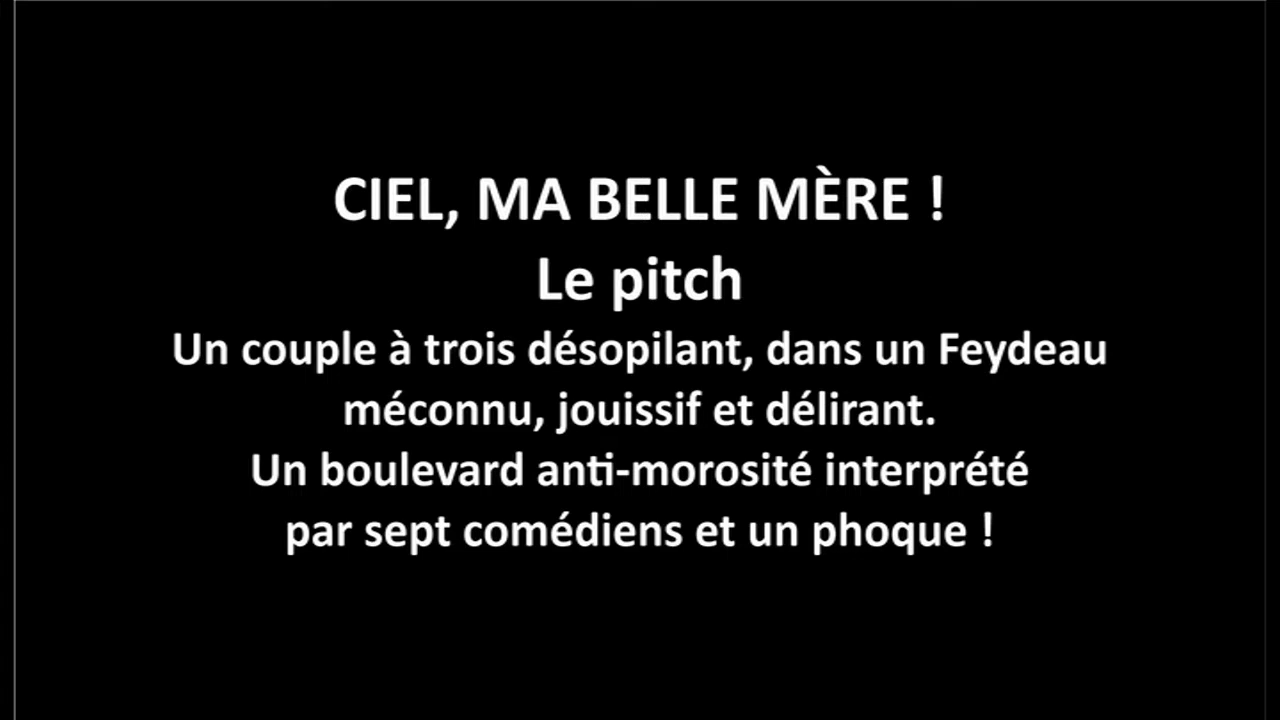 CIEL, MA BELLE MÈRE !
Le pitch
Un couple à trois désopilant, dans un Feydeau
méconnu, jouissif et délirant.
Un boulevard anti-morosité interprété
par sept comédiens et un phoque !